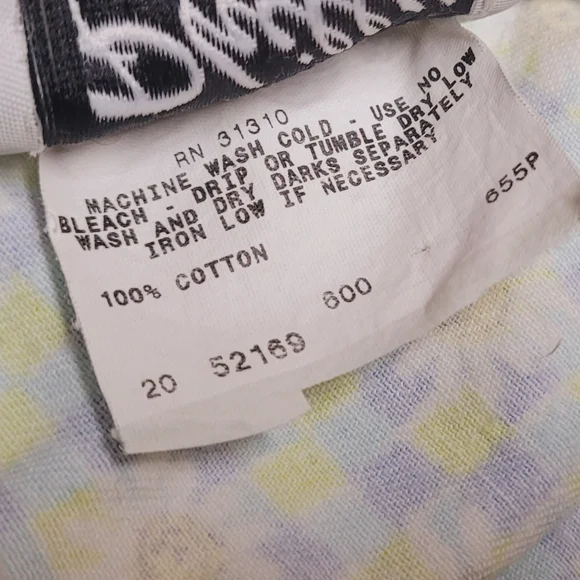 RN 31310
MACHINE WASH COLD - USE NO
BLEACH - DRIP OR TUMBLE DRY LOW
WASH AND DRY DARKS SEPARATELY
IRON LOW IF NECESSARY
655P
100% COTTON
600
20 52169